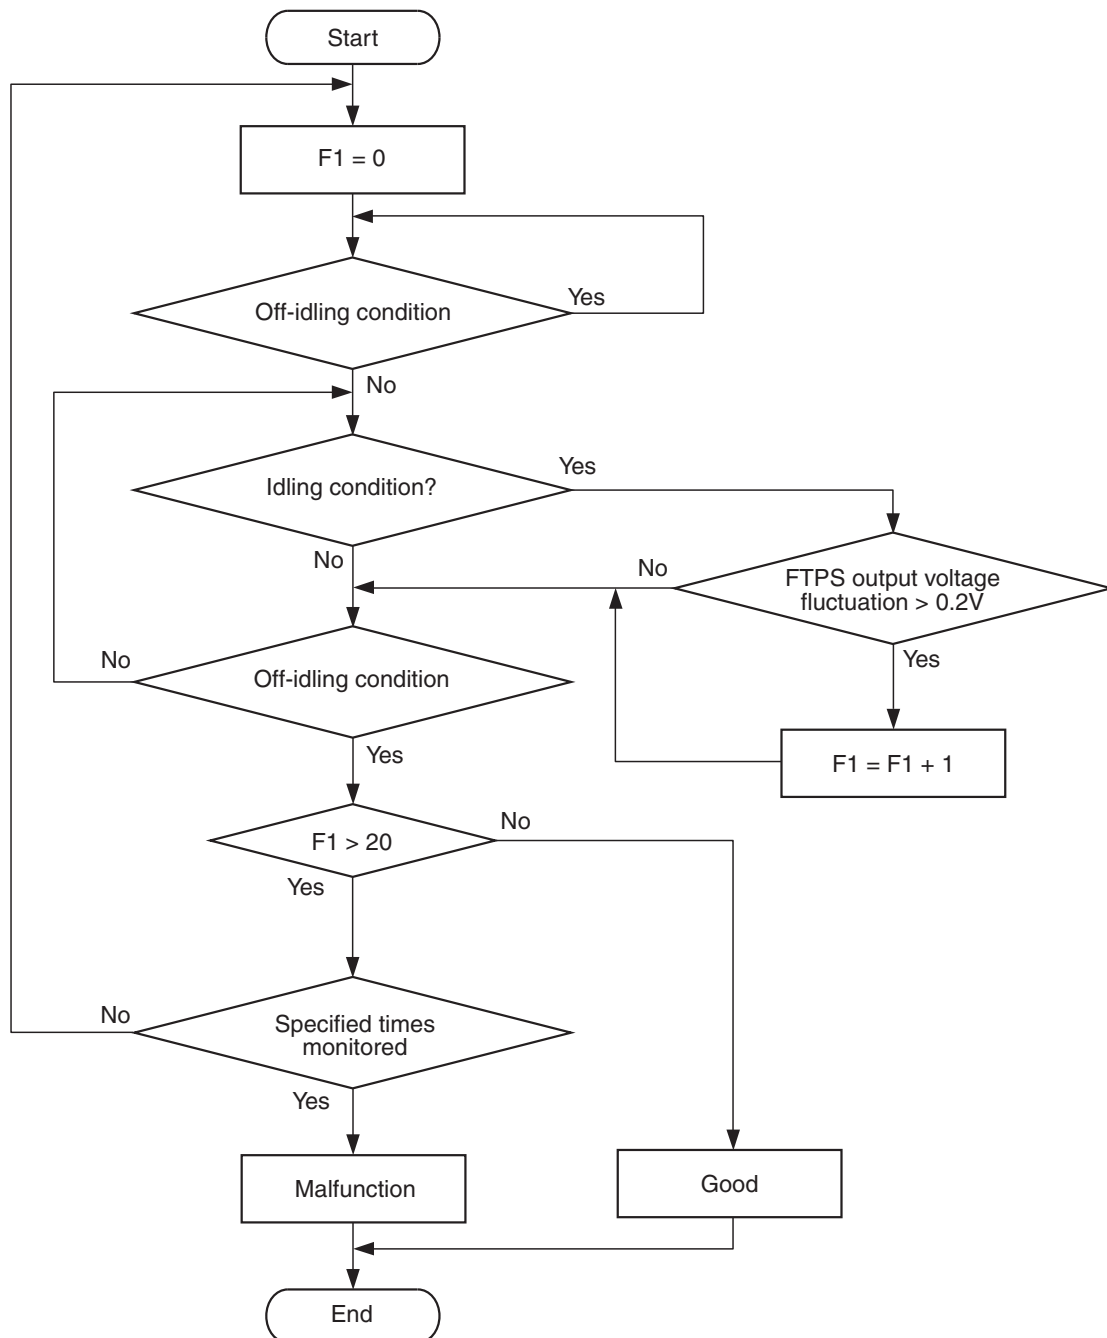 Start
F1 = 0
Off-idling condition
Yes
No
Idling condition?
Yes
No
FTPS output voltage
fluctuation > 0.2V
No
Yes
Off-idling condition
No
Yes
F1 = F1 + 1
F1 > 20
No
Yes
Specified times
monitored
No
Yes
Malfunction
Good
End